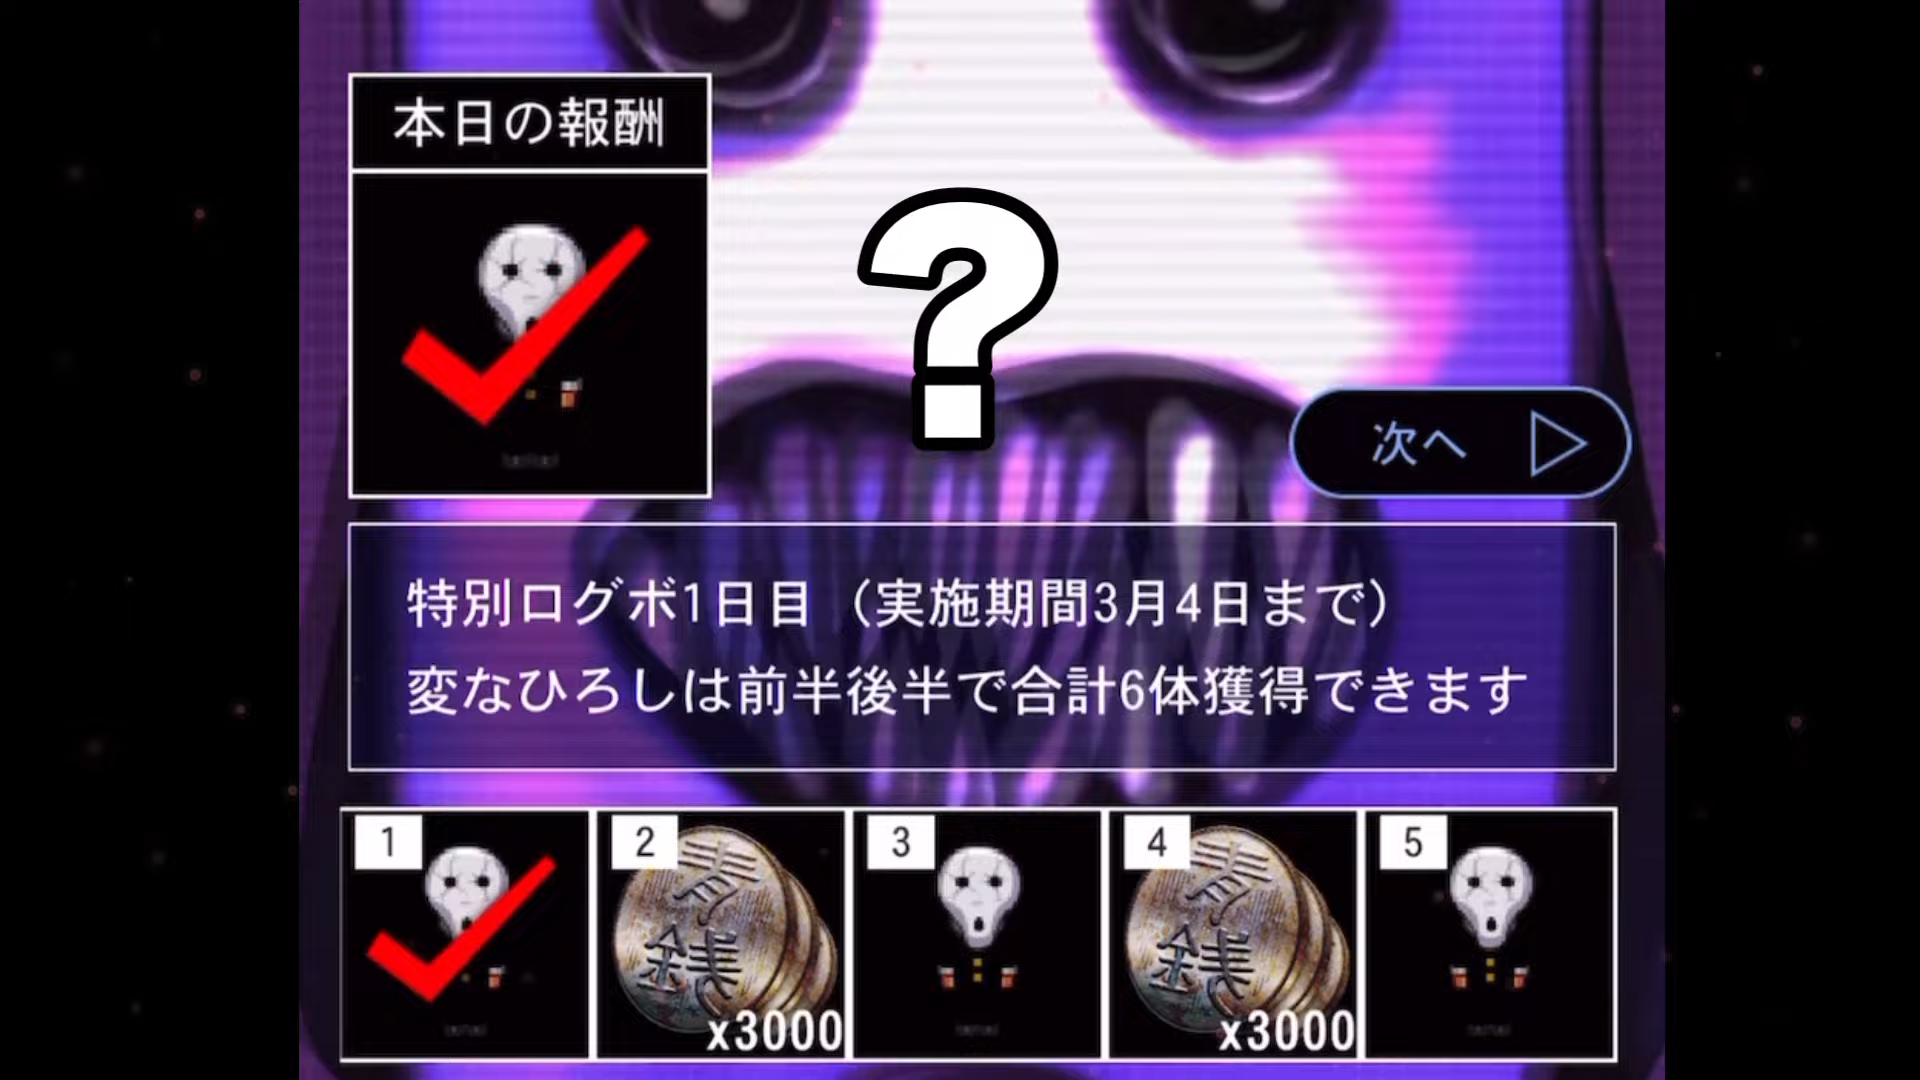 本日の報酬
?
次へ
特別ログボ1日目（実施期間3月4日まで）
変なひろしは前半後半で合計6体獲得できます
1
2
3
4
5
青
銭
x3000
青
銭
x3000